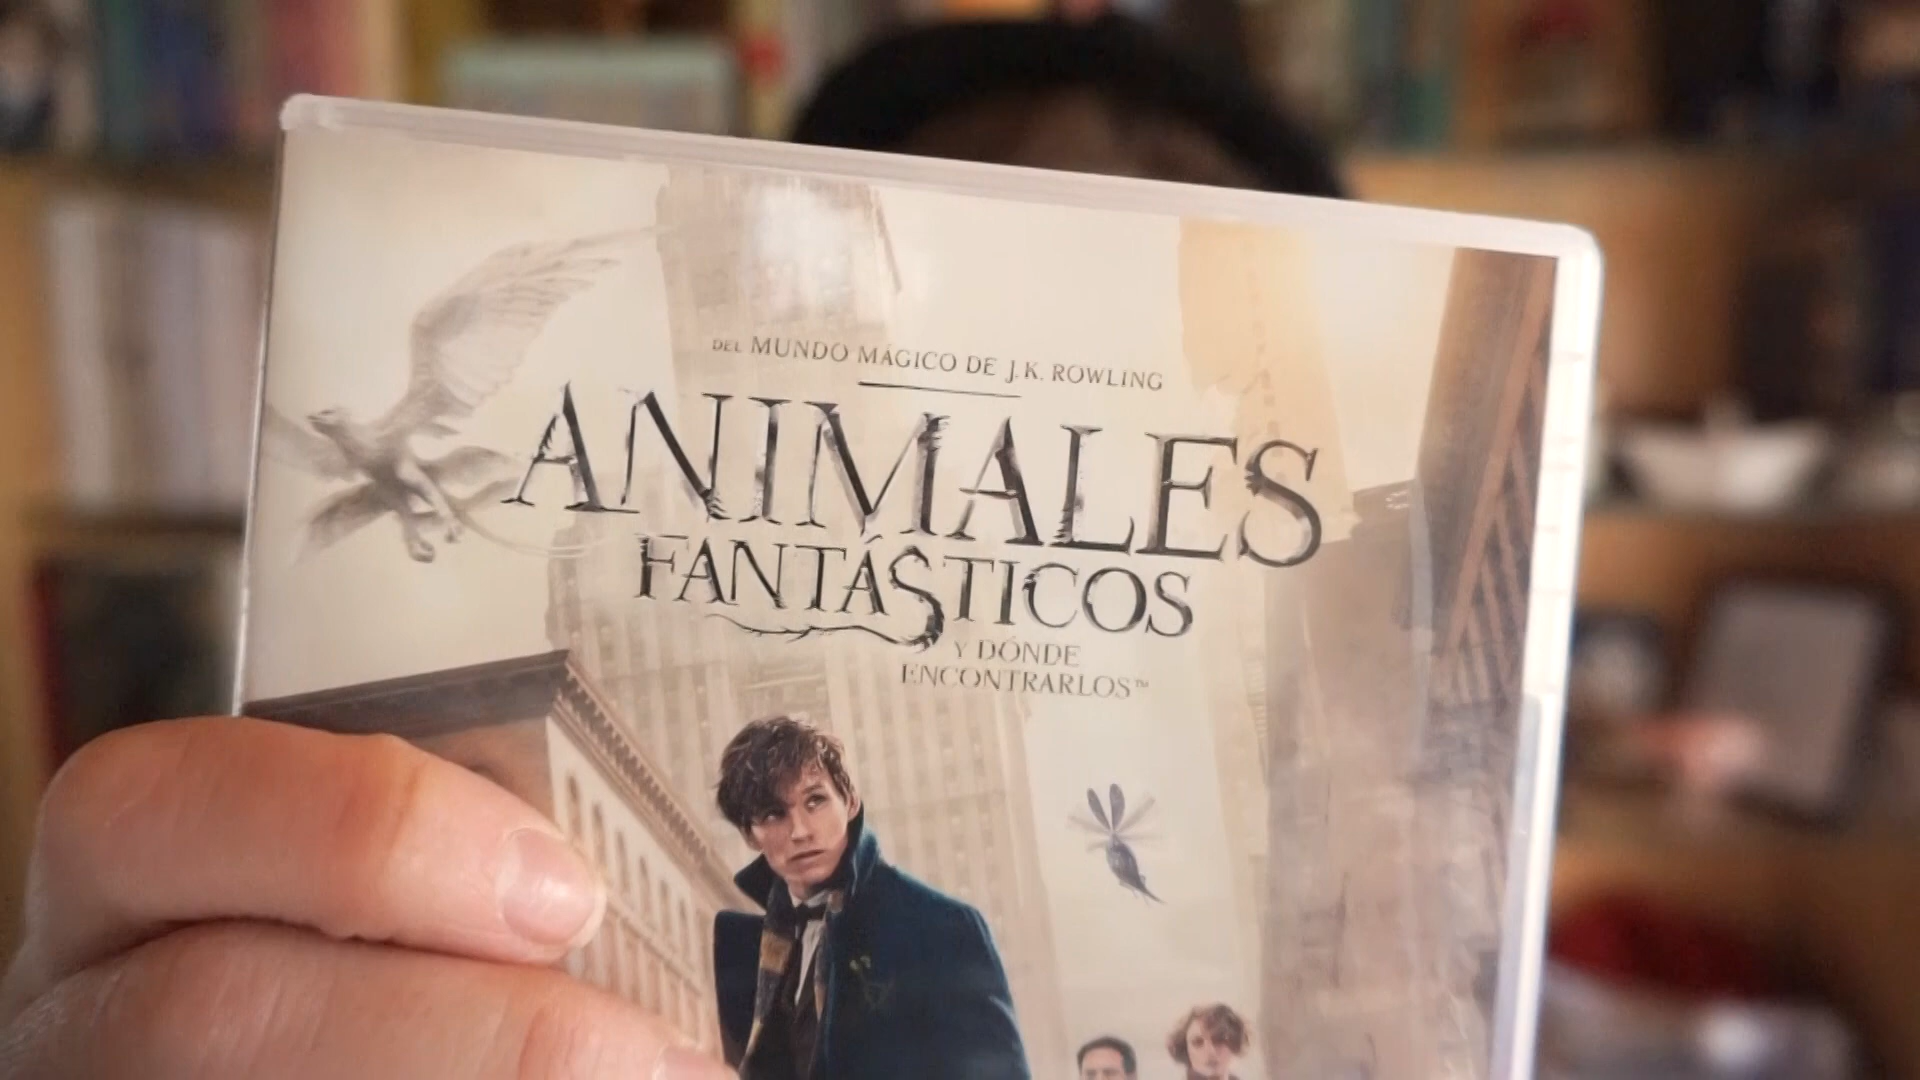 DEL MUNDO MÁGICO DE J.K. ROWLING
ANIMALES
FANTÁSTICOS
Y DÓNDE
ENCONTRARLOS™